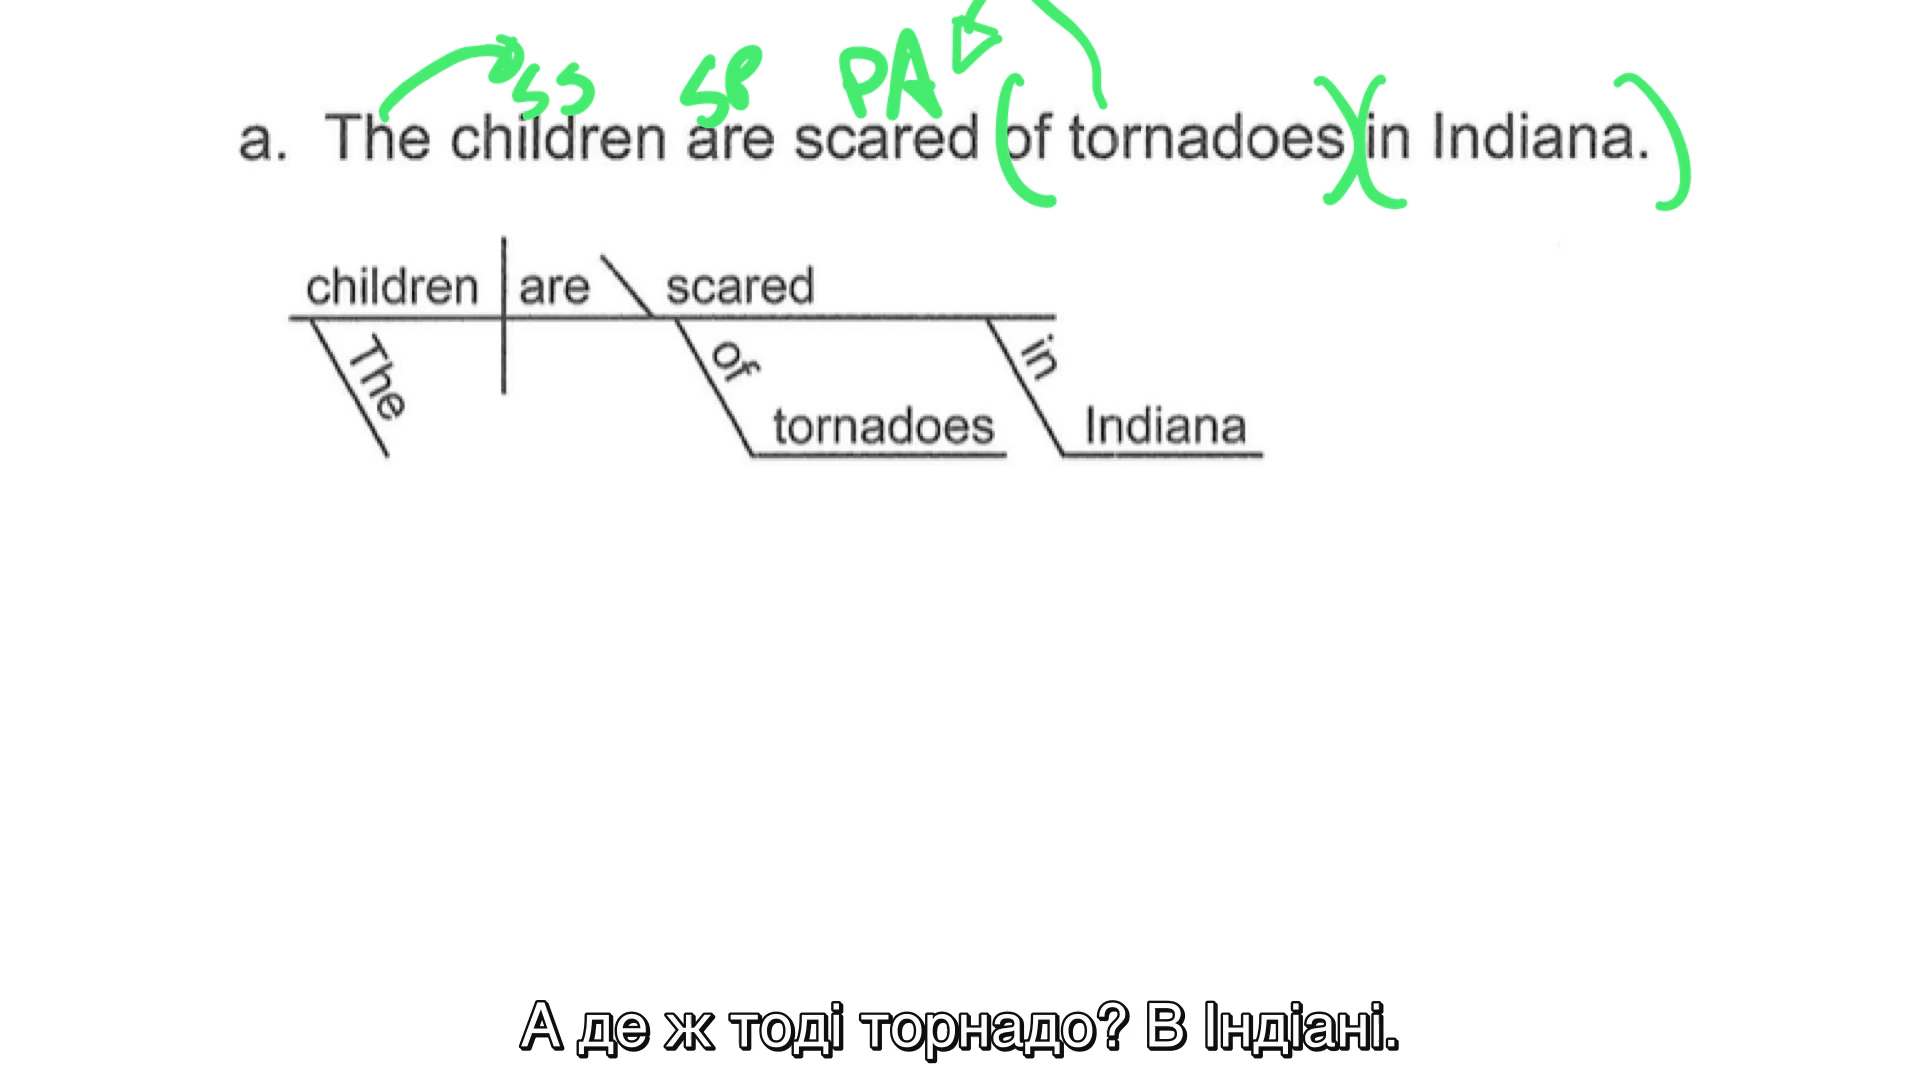 SS SP PA
a. The children are scared (of tornadoes)(in Indiana.)
children are scared
The of in
tornadoes Indiana
А де ж тоді торнадо? В Індіані.